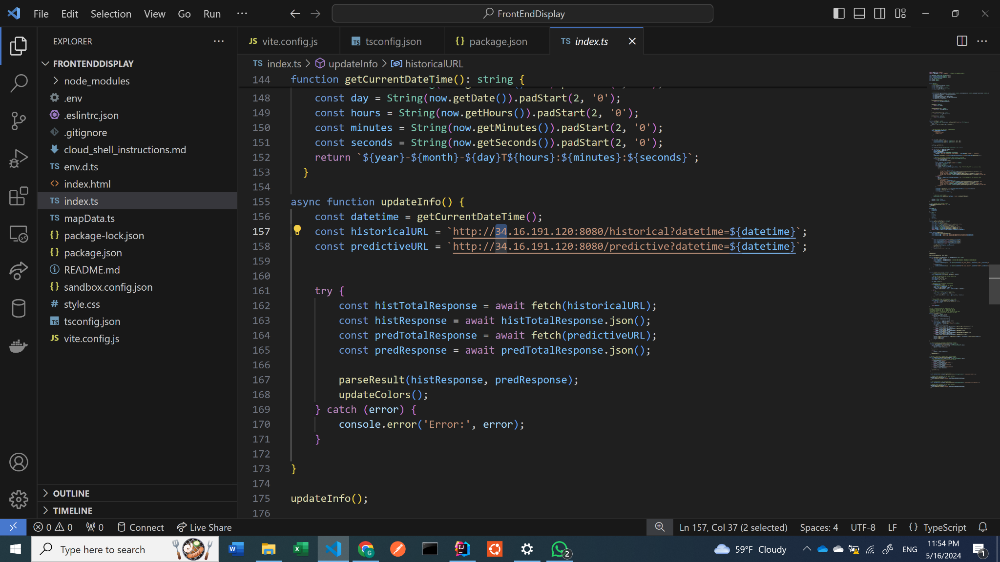 File Edit Selection View Go Run ··· FrontEndDisplay
EXPLORER ···
FRONTENDDISPLAY
node_modules
.env
.eslintrc.json
.gitignore
cloud_shell_instructions.md
TS env.d.ts
<> index.html
TS index.ts
TS mapData.ts
{} package-lock.json
{} package.json
README.md
{} sandbox.config.json
# style.css
TS tsconfig.json
JS vite.config.js
OUTLINE
TIMELINE
JS vite.config.js TS tsconfig.json {} package.json TS index.ts
TS index.ts > updateInfo > historicalURL
144 function getCurrentDateTime(): string {
148 const day = String(now.getDate()).padStart(2, '0');
149 const hours = String(now.getHours()).padStart(2, '0');
150 const minutes = String(now.getMinutes()).padStart(2, '0');
151 const seconds = String(now.getSeconds()).padStart(2, '0');
152 return `${year}-${month}-${day}T${hours}:${minutes}:${seconds}`;
153 }
154
155 async function updateInfo() {
156 const datetime = getCurrentDateTime();
157 const historicalURL = `http://34.16.191.120:8080/historical?datetime=${datetime}`;
158 const predictiveURL = `http://34.16.191.120:8080/predictive?datetime=${datetime}`;
159
160
161 try {
162 const histTotalResponse = await fetch(historicalURL);
163 const histResponse = await histTotalResponse.json();
164 const predTotalResponse = await fetch(predictiveURL);
165 const predResponse = await predTotalResponse.json();
166
167 parseResult(histResponse, predResponse);
168 updateColors();
169 } catch (error) {
170 console.error('Error:', error);
171 }
172
173 }
174
175 updateInfo();
176
0 0 0 Connect Live Share Ln 157, Col 37 (2 selected) Spaces: 4 UTF-8 LF {} TypeScript
Type here to search 2 59°F Cloudy ENG 11:54 PM
5/16/2024 1